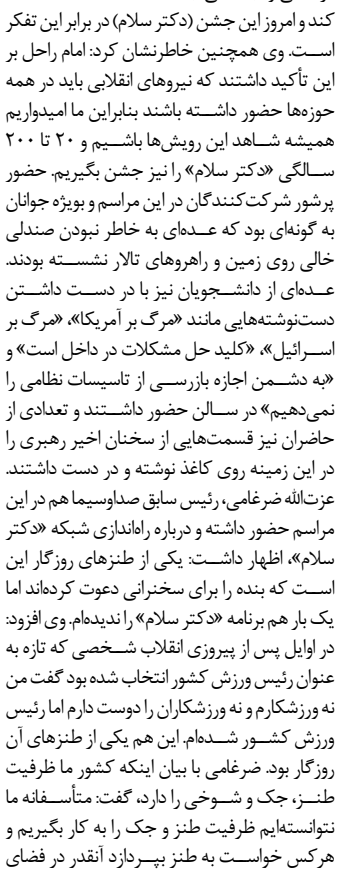 کند و امروز این جشن (دکتر سلام) در برابر این تفکر
است. وی همچنین خاطرنشان کرد: امام راحل بر
این تأکید داشتند که نیروهای انقلابی باید در همه
حوزه‌ها حضور داشته باشند بنابراین ما امیدواریم
همیشه شاهد این رویش‌ها باشیم و ۲۰ تا ۲۰۰
سالگی «دکتر سلام» را نیز جشن بگیریم. حضور
پرشور شرکت‌کنندگان در این مراسم و بویژه جوانان
به گونه‌ای بود که عده‌ای به خاطر نبودن صندلی
خالی روی زمین و راهروهای تالار نشسته بودند.
عده‌ای از دانشجویان نیز با در دست داشتن
دست‌نوشته‌هایی مانند «مرگ بر آمریکا»، «مرگ بر
اسرائیل»، «کلید حل مشکلات در داخل است» و
«به دشمن اجازه بازرسی از تاسیسات نظامی را
نمی‌دهیم» در سالن حضور داشتند و تعدادی از
حاضران نیز قسمت‌هایی از سخنان اخیر رهبری را
در این زمینه روی کاغذ نوشته و در دست داشتند.
عزت‌الله ضرغامی، رئیس سابق صداوسیما هم در این
مراسم حضور داشته و درباره راه‌اندازی شبکه «دکتر
سلام»، اظهار داشت: یکی از طنزهای روزگار این
است که بنده را برای سخنرانی دعوت کرده‌اند اما
یک بار هم برنامه «دکتر سلام» را ندیده‌ام. وی افزود:
در اوایل پس از پیروزی انقلاب شخصی که تازه به
عنوان رئیس ورزش کشور انتخاب شده بود گفت من
نه ورزشکارم و نه ورزشکاران را دوست دارم اما رئیس
ورزش کشور شده‌ام. این هم یکی از طنزهای آن
روزگار بود. ضرغامی با بیان اینکه کشور ما ظرفیت
طنز، جک و شوخی را دارد، گفت: متأسفانه ما
نتوانسته‌ایم ظرفیت طنز و جک را به کار بگیریم و
هرکس خواست به طنز بپردازد آنقدر در فضای